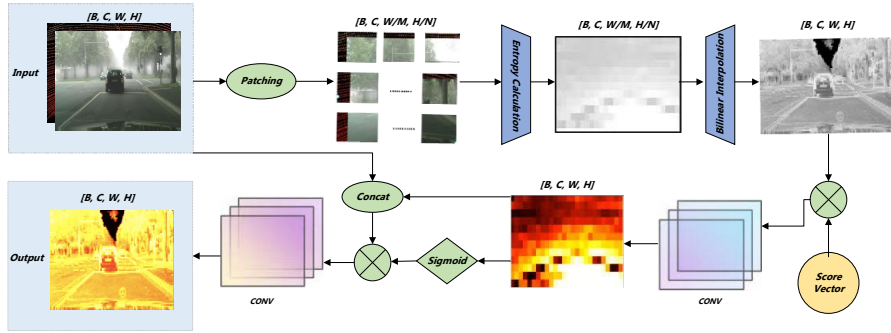 [B, C, W, H]
[B, C, W/M, H/N]
[B, C, W/M, H/N]
[B, C, W, H]
Input
Patching
Entropy Calculation
Bilinear Interpolation
[B, C, W, H]
Concat
[B, C, W, H]
Output
Sigmoid
Score
Vector
CONV
CONV